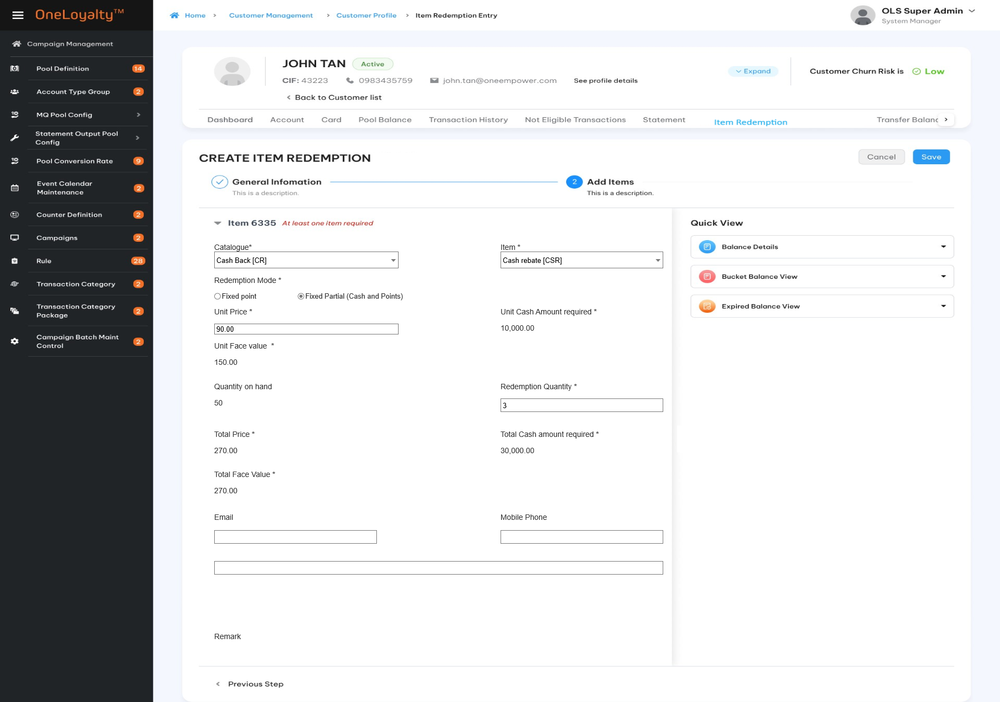 OneLoyalty™
Home > Customer Management > Customer Profile > Item Redemption Entry
OLS Super Admin
System Manager
Campaign Management
Pool Definition 14
Account Type Group 2
MQ Pool Config >
Statement Output Pool
Config >
Pool Conversion Rate 9
Event Calendar
Maintenance 2
Counter Definition 2
Campaigns 2
Rule 28
Transaction Category 2
Transaction Category
Package 2
Campaign Batch Maint
Control 2
JOHN TAN Active
CIF: 43223 0983435759 john.tan@oneempower.com See profile details
< Back to Customer list
Expand
Customer Churn Risk is Low
Dashboard Account Card Pool Balance Transaction History Not Eligible Transactions Statement Item Redemption Transfer Balanc >
CREATE ITEM REDEMPTION
Cancel Save
General Infomation
This is a description.
2 Add Items
This is a description.
Item 6335 At least one item required
Catalogue* Item *
Cash Back [CR] Cash rebate [CSR]
Redemption Mode *
Fixed point Fixed Partial (Cash and Points)
Unit Price * Unit Cash Amount required *
90.00 10,000.00
Unit Face value *
150.00
Quantity on hand Redemption Quantity *
50 3
Total Price * Total Cash amount required *
270.00 30,000.00
Total Face Value *
270.00
Email Mobile Phone
Remark
< Previous Step
Quick View
Balance Details
Bucket Balance View
Expired Balance View